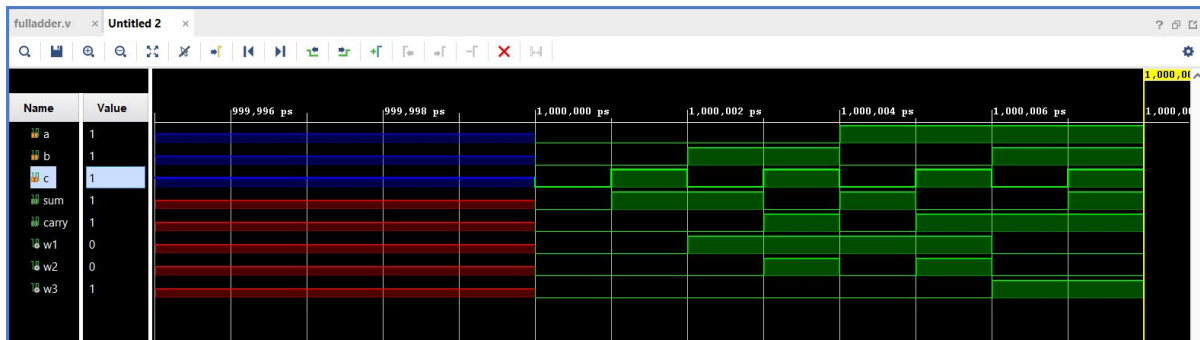 fulladder.v × Untitled 2 ×
1,000,00
Name Value
999,996 ps 999,998 ps 1,000,000 ps 1,000,002 ps 1,000,004 ps 1,000,006 ps 1,000,00
a 1
b 1
c 1
sum 1
carry 1
w1 0
w2 0
w3 1